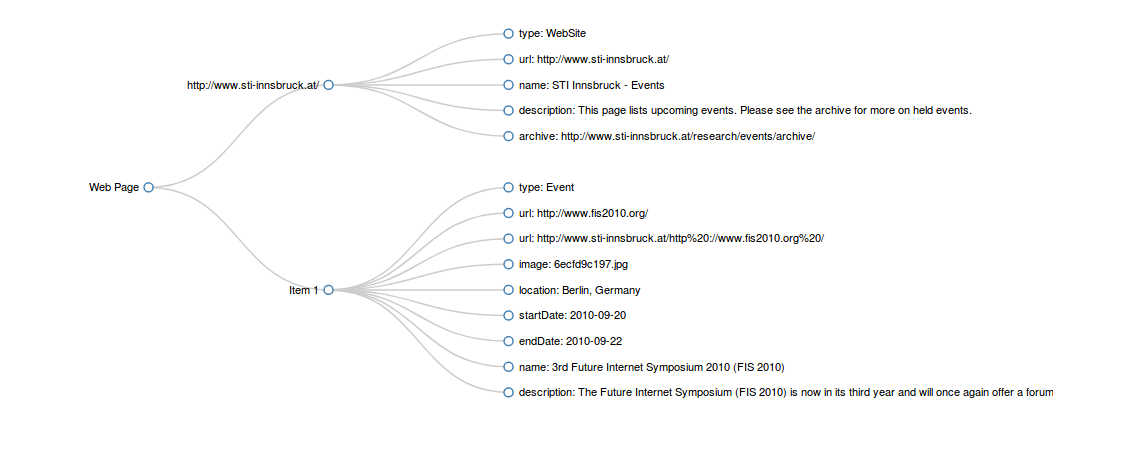 type: WebSite
url: http://www.sti-innsbruck.at/
http://www.sti-innsbruck.at/
name: STI Innsbruck - Events
description: This page lists upcoming events. Please see the archive for more on held events.
archive: http://www.sti-innsbruck.at/research/events/archive/
Web Page
type: Event
url: http://www.fis2010.org/
url: http://www.sti-innsbruck.at/http%20://www.fis2010.org%20/
image: 6ecfd9c197.jpg
Item 1
location: Berlin, Germany
startDate: 2010-09-20
endDate: 2010-09-22
name: 3rd Future Internet Symposium 2010 (FIS 2010)
description: The Future Internet Symposium (FIS 2010) is now in its third year and will once again offer a forum